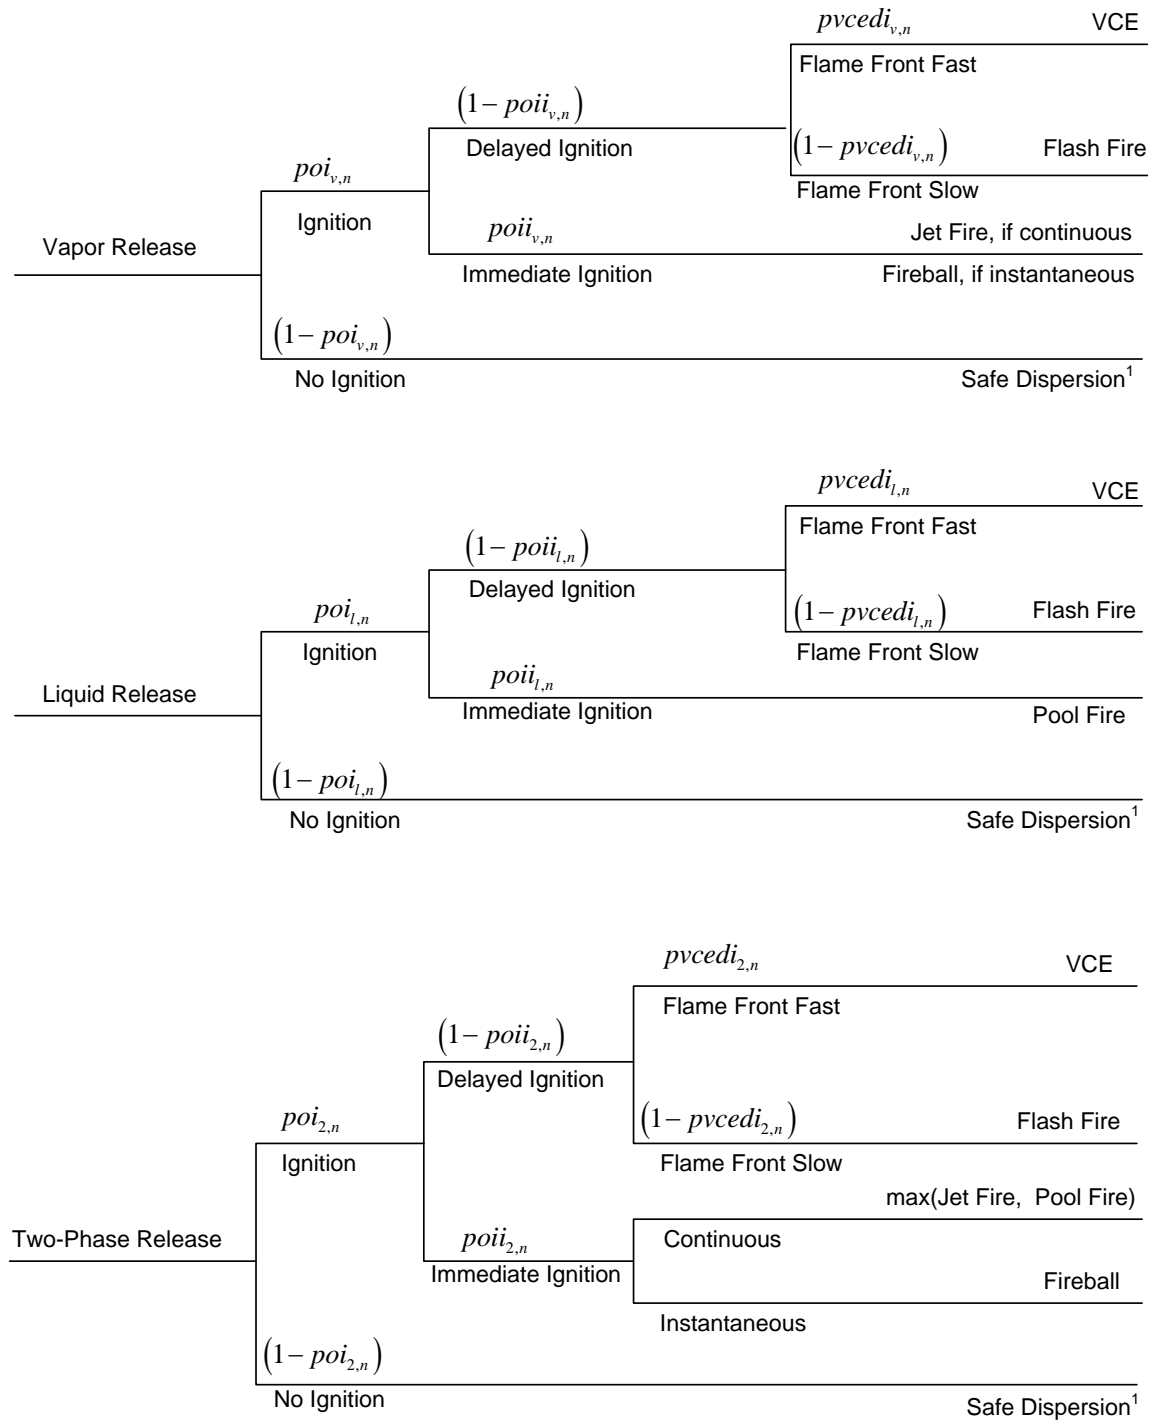 pvcedi_{v,n} VCE
Flame Front Fast
(1 − poii_{v,n})
Delayed Ignition
(1 − pvcedi_{v,n}) Flash Fire
Flame Front Slow
poi_{v,n}
Ignition
poii_{v,n} Jet Fire, if continuous
Vapor Release
Immediate Ignition Fireball, if instantaneous
(1 − poi_{v,n})
No Ignition Safe Dispersion¹
pvcedi_{l,n} VCE
Flame Front Fast
(1 − poii_{l,n})
Delayed Ignition
poi_{l,n}
(1 − pvcedi_{l,n}) Flash Fire
Ignition
Flame Front Slow
poii_{l,n}
Liquid Release
Immediate Ignition Pool Fire
(1 − poi_{l,n})
No Ignition Safe Dispersion¹
pvcedi_{2,n} VCE
Flame Front Fast
(1 − poii_{2,n})
Delayed Ignition
poi_{2,n}
(1 − pvcedi_{2,n}) Flash Fire
Ignition
Flame Front Slow
max(Jet Fire, Pool Fire)
Two-Phase Release
poii_{2,n} Continuous
Immediate Ignition Fireball
Instantaneous
(1 − poi_{2,n})
No Ignition Safe Dispersion¹